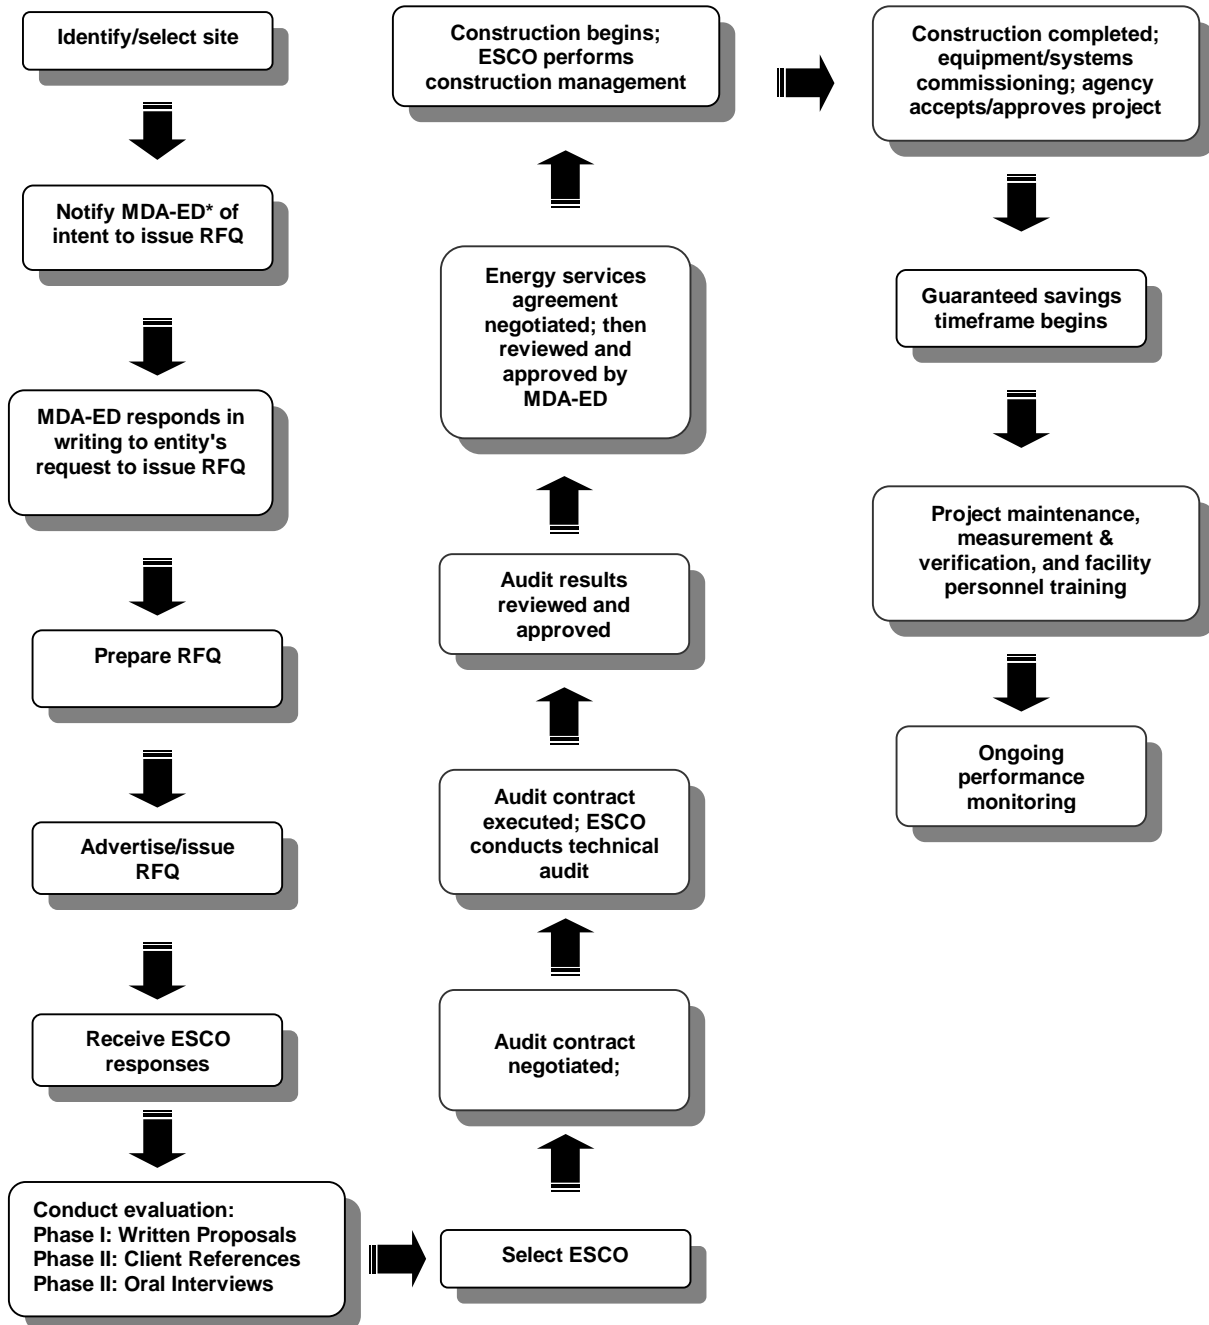 Identify/select site
Notify MDA-ED* of
intent to issue RFQ
MDA-ED responds in
writing to entity's
request to issue RFQ
Prepare RFQ
Advertise/issue
RFQ
Receive ESCO
responses
Conduct evaluation:
Phase I: Written Proposals
Phase II: Client References
Phase II: Oral Interviews
Select ESCO
Audit contract
negotiated;
Audit contract
executed; ESCO
conducts technical
audit
Audit results
reviewed and
approved
Energy services
agreement
negotiated; then
reviewed and
approved by
MDA-ED
Construction begins;
ESCO performs
construction management
Construction completed;
equipment/systems
commissioning; agency
accepts/approves project
Guaranteed savings
timeframe begins
Project maintenance,
measurement &
verification, and facility
personnel training
Ongoing
performance
monitoring